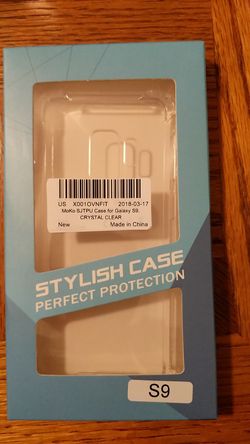 US X001OVNFIT 2018-03-17
MoKo SJTPU Case for Galaxy S9,
CRYSTAL CLEAR
New Made in China
STYLISH CASE
PERFECT PROTECTION
S9